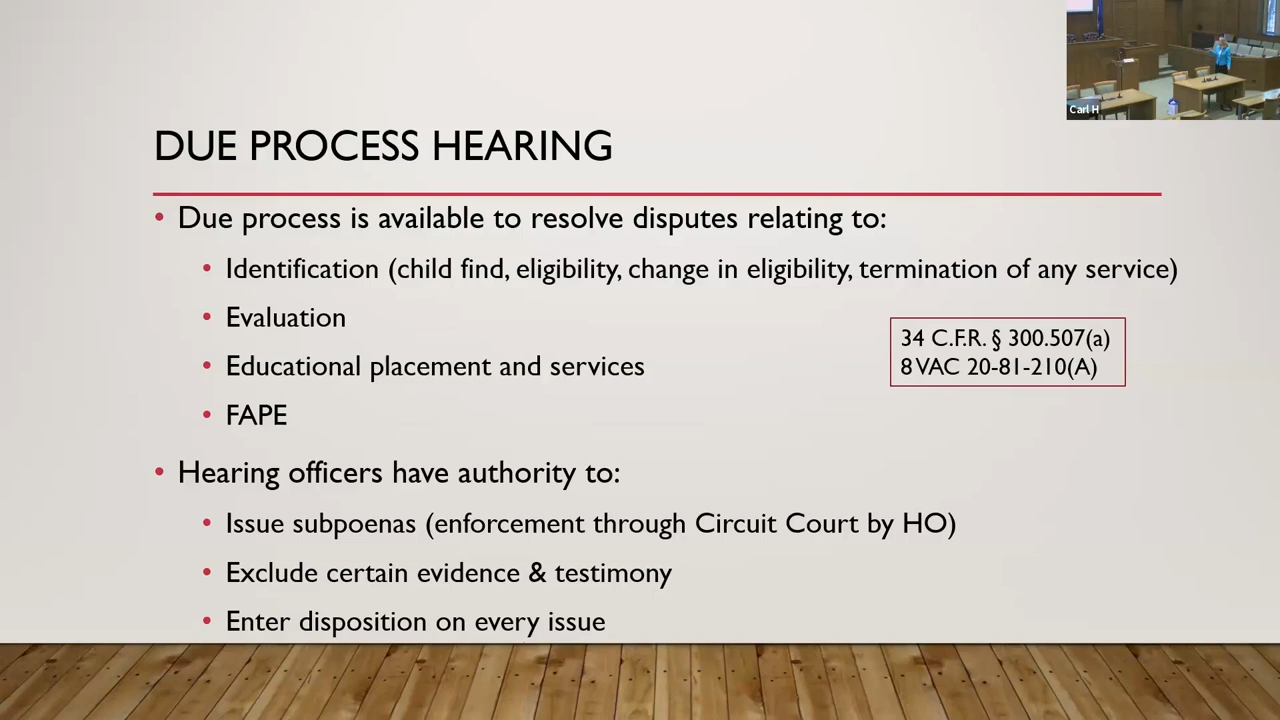 Carl H
DUE PROCESS HEARING
• Due process is available to resolve disputes relating to:
• Identification (child find, eligibility, change in eligibility, termination of any service)
• Evaluation
• Educational placement and services
• FAPE
34 C.F.R. § 300.507(a)
8 VAC 20-81-210(A)
• Hearing officers have authority to:
• Issue subpoenas (enforcement through Circuit Court by HO)
• Exclude certain evidence & testimony
• Enter disposition on every issue